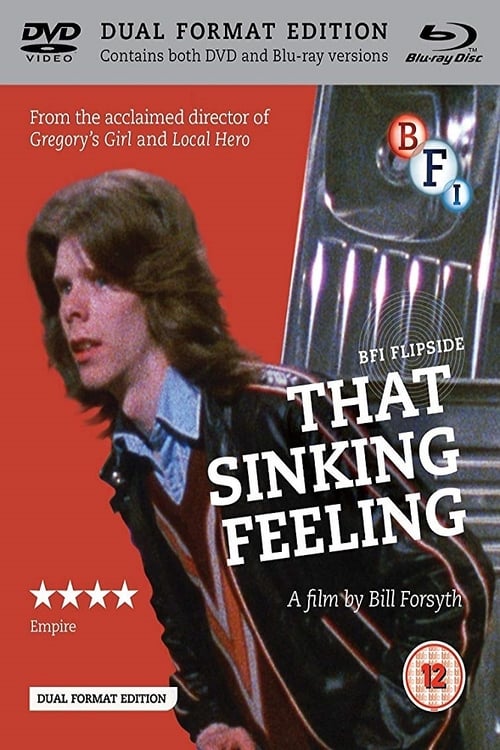 DVD
VIDEO
DUAL FORMAT EDITION
Contains both DVD and Blu-ray versions
Blu-ray Disc™
From the acclaimed director of
Gregory's Girl and Local Hero
BFI
BFI FLIPSIDE
THAT
SINKING
FEELING
A film by Bill Forsyth
★★★★
Empire
12
DUAL FORMAT EDITION